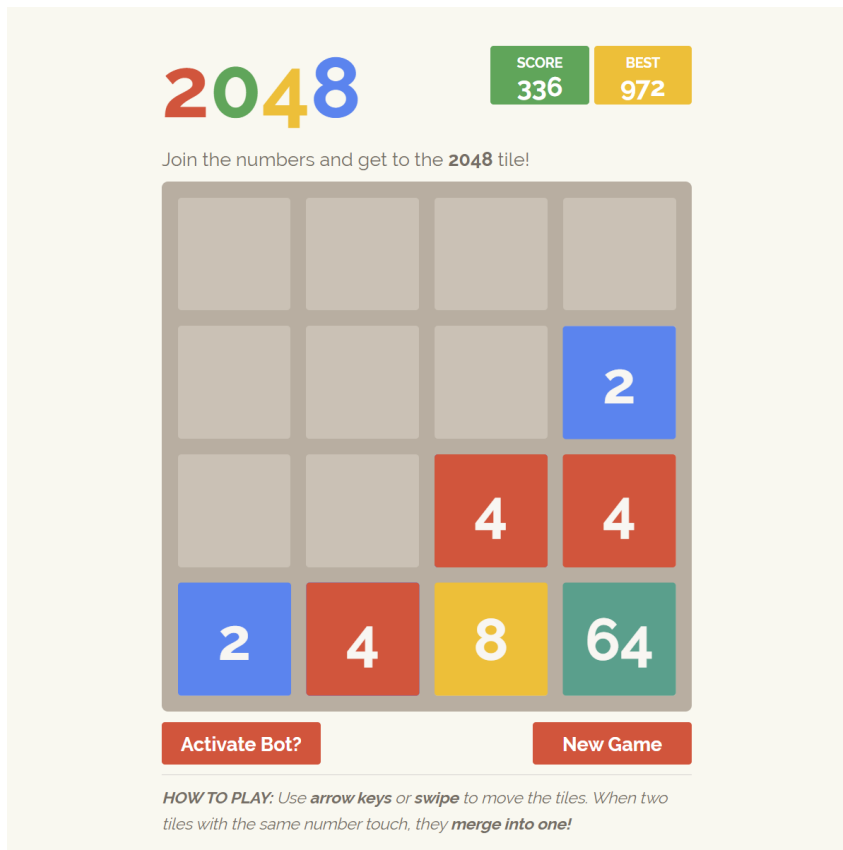 2048
SCORE
336
BEST
972
Join the numbers and get to the 2048 tile!
2
4 4
2 4 8 64
Activate Bot?
New Game
HOW TO PLAY: Use arrow keys or swipe to move the tiles. When two
tiles with the same number touch, they merge into one!